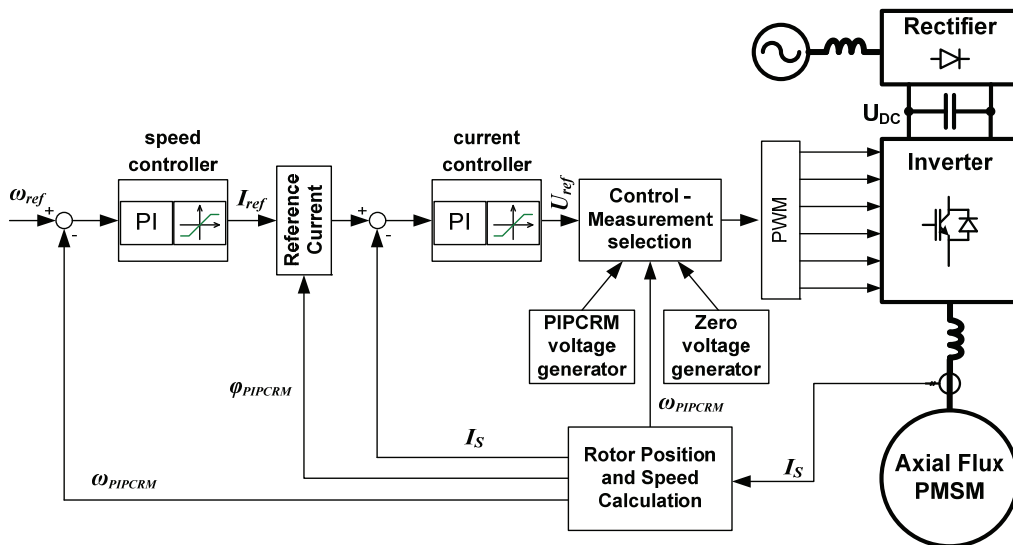 Rectifier
U_DC
Inverter
speed
controller
current
controller
ω_ref
+
-
PI
I_ref
Reference
Current
+
-
PI
U_ref
Control -
Measurement
selection
PWM
PIPCRM
voltage
generator
Zero
voltage
generator
φ_PIPCRM
ω_PIPCRM
I_S
ω_PIPCRM
Rotor Position
and Speed
Calculation
I_S
Axial Flux
PMSM